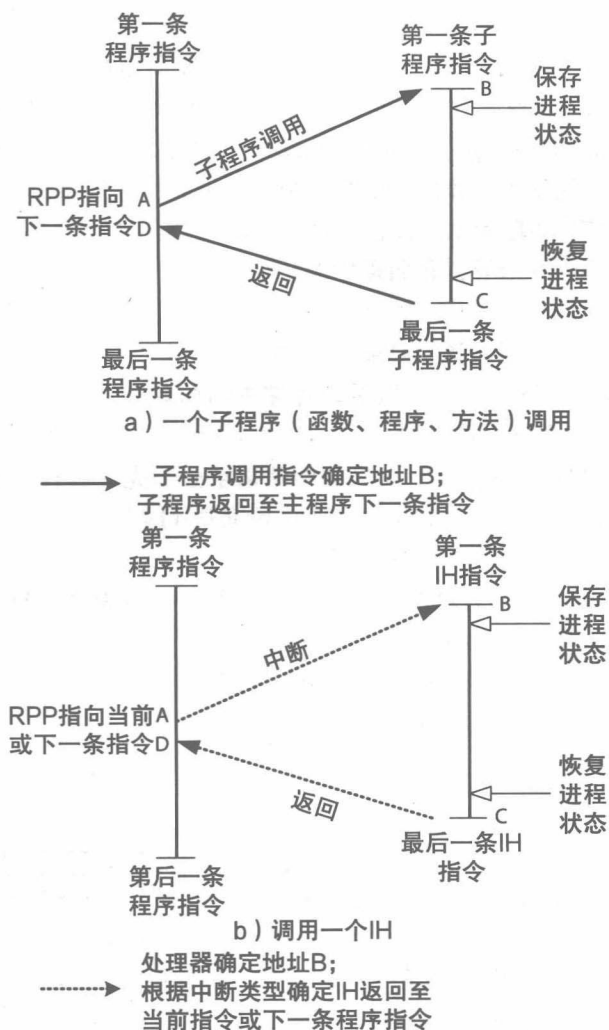 第一条
程序指令
第一条子
程序指令
B
保存
进程
状态
子程序调用
RPP指向 A
下一条指令D
返回
恢复
进程
状态
C
最后一条
程序指令
最后一条
子程序指令
a）一个子程序（函数、程序、方法）调用
子程序调用指令确定地址B；
子程序返回至主程序下一条指令
第一条
程序指令
第一条
IH指令
B
保存
进程
状态
中断
RPP指向当前A
或下一条指令D
返回
恢复
进程
状态
C
最后一条IH
指令
第后一条
程序指令
b）调用一个IH
处理器确定地址B；
根据中断类型确定IH返回至
当前指令或下一条程序指令